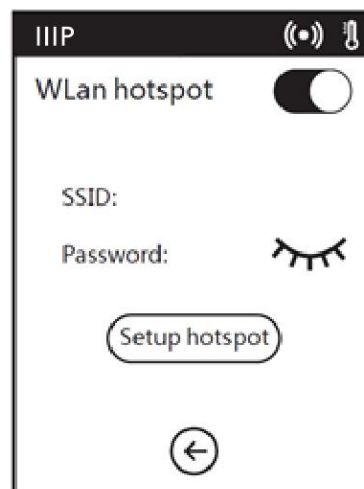 IIIP
WLan hotspot
SSID:
Password:
Setup hotspot